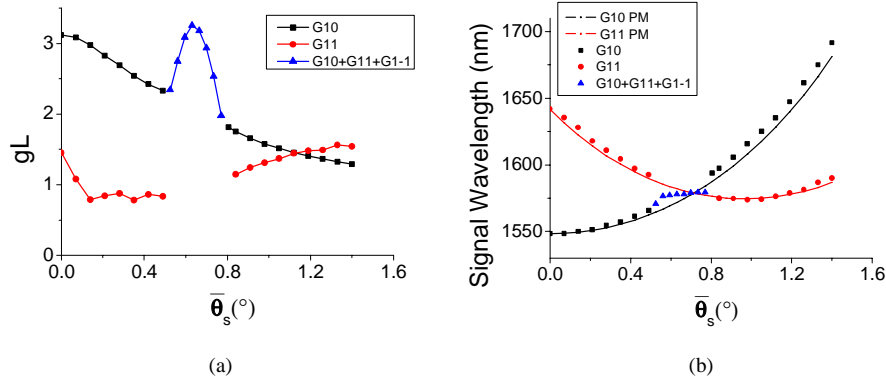 G10
G11
G10+G11+G1-1
gL
3
2
1
0
0.0
0.4
0.8
1.2
1.6
θ̅s(°)
(a)
G10 PM
G11 PM
G10
G11
G10+G11+G1-1
Signal Wavelength (nm)
1700
1650
1600
1550
0.0
0.4
0.8
1.2
1.6
θ̅s(°)
(b)